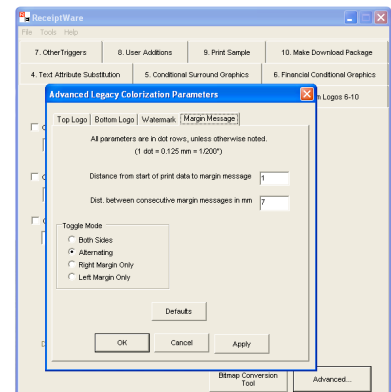 ReceiptWare
File Tools Help
7. OtherTriggers 8. User Additions 9. Print Sample 10. Make Download Package
4. Text Attribute Substitution 5. Conditional Surround Graphics 6. Financial Conditional Graphics
Logos 6-10
Advanced Legacy Colorization Parameters
Top Logo Bottom Logo Watermark Margin Message
All parameters are in dot rows, unless otherwise noted.
(1 dot = 0.125 mm = 1/200")
Distance from start of print data to margin message 1
Dist. between consecutive margin messages in mm 7
Toggle Mode
Both Sides
Alternating
Right Margin Only
Left Margin Only
Defaults
OK Cancel Apply
Bitmap Conversion
Tool
Advanced...